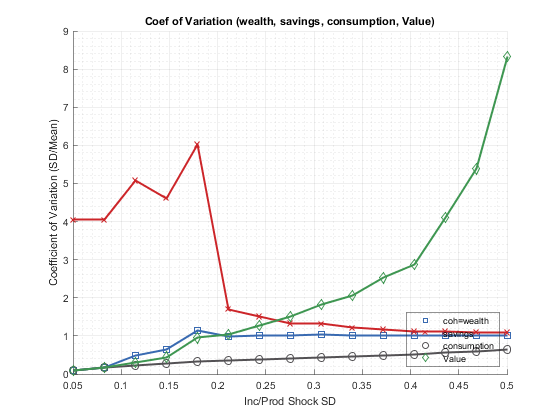 Coef of Variation (wealth, savings, consumption, Value)
Coefficient of Variation (SD/Mean)
9
8
7
6
5
4
3
2
1
0
0.05 0.1 0.15 0.2 0.25 0.3 0.35 0.4 0.45 0.5
Inc/Prod Shock SD
coh=wealth
savings
consumption
Value